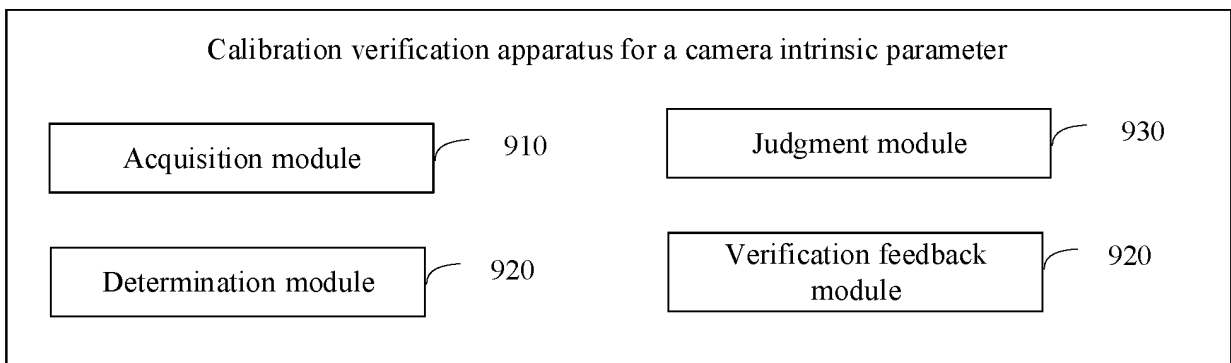 Calibration verification apparatus for a camera intrinsic parameter
Acquisition module
910
Judgment module
930
Determination module
920
Verification feedback
module
920